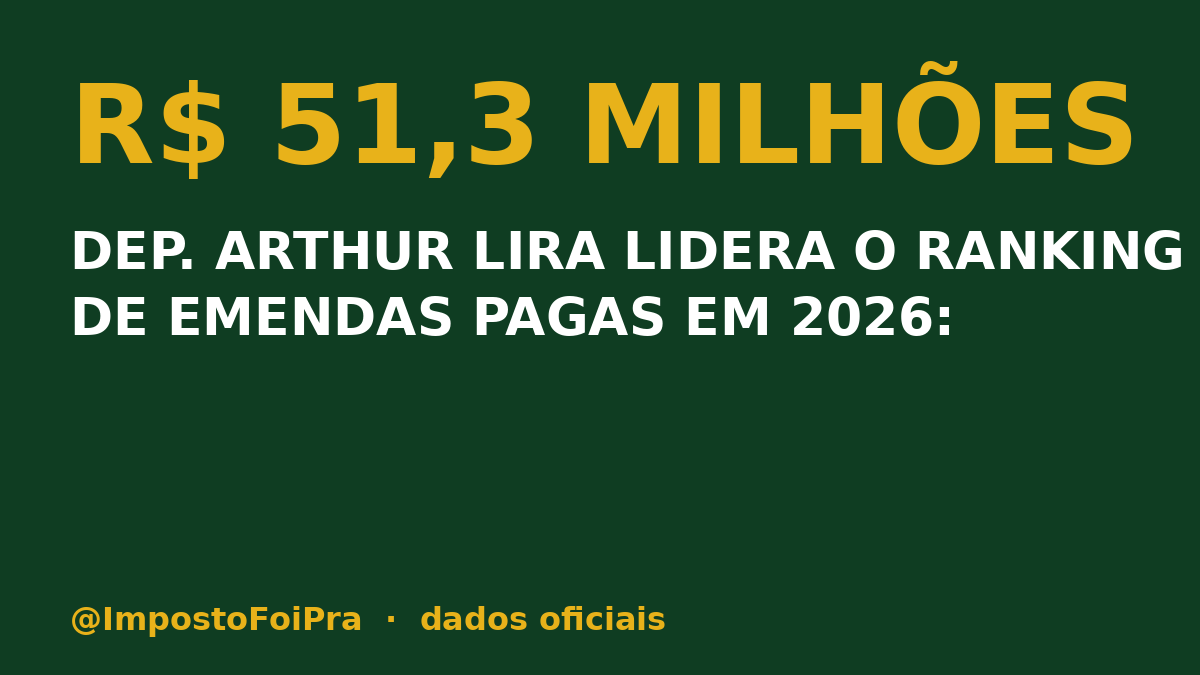 R$ 51,3 MILHÕES
DEP. ARTHUR LIRA LIDERA O RANKING
DE EMENDAS PAGAS EM 2026:
@ImpostoFoiPra · dados oficiais